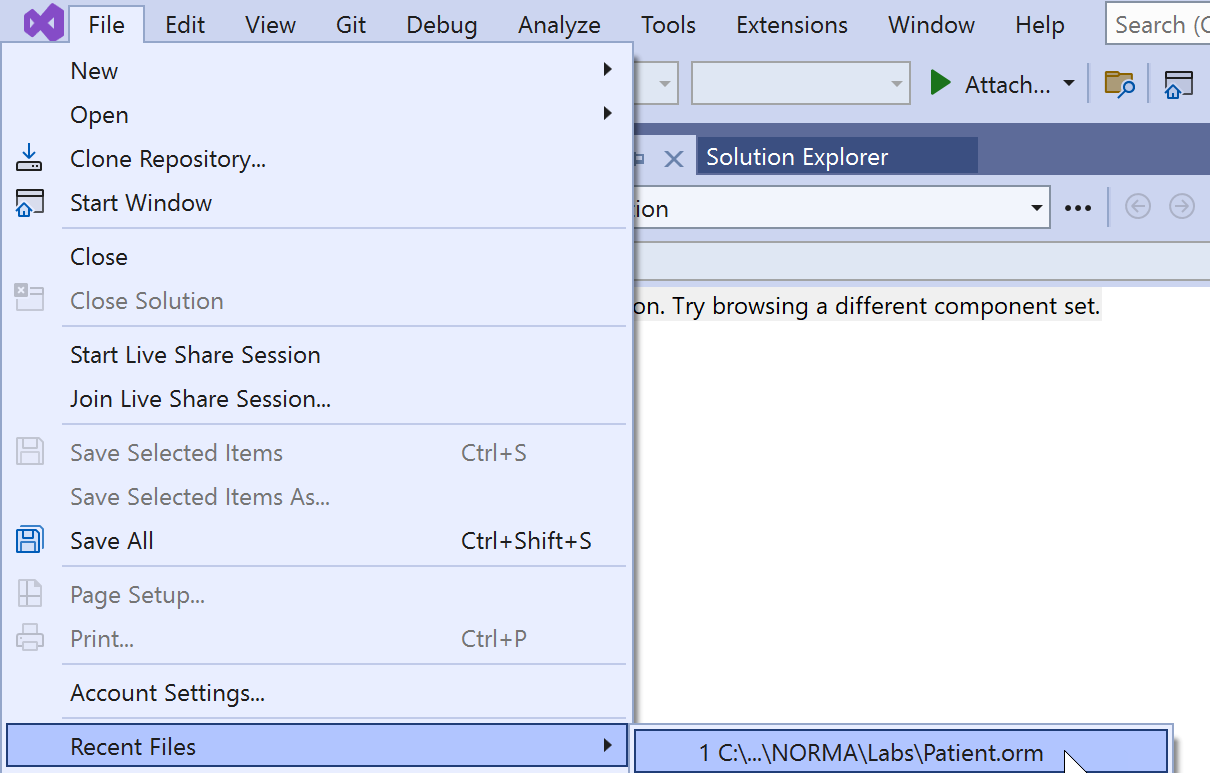 File Edit View Git Debug Analyze Tools Extensions Window Help Search (C
New
Attach...
Open
Clone Repository...
Solution Explorer
Start Window
ion
Close
Close Solution
on. Try browsing a different component set.
Start Live Share Session
Join Live Share Session...
Save Selected Items Ctrl+S
Save Selected Items As...
Save All Ctrl+Shift+S
Page Setup...
Print... Ctrl+P
Account Settings...
Recent Files
1 C:\...\NORMA\Labs\Patient.orm